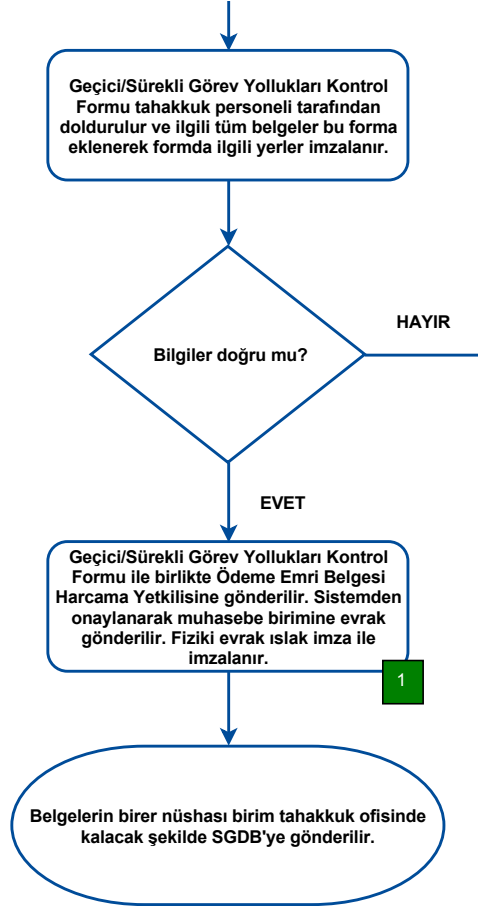 Geçici/Sürekli Görev Yollukları Kontrol
Formu tahakkuk personeli tarafından
doldurulur ve ilgili tüm belgeler bu forma
eklenerek formda ilgili yerler imzalanır.
HAYIR
Bilgiler doğru mu?
EVET
Geçici/Sürekli Görev Yollukları Kontrol
Formu ile birlikte Ödeme Emri Belgesi
Harcama Yetkilisine gönderilir. Sistemden
onaylanarak muhasebe birimine evrak
gönderilir. Fiziki evrak ıslak imza ile
imzalanır.
1
Belgelerin birer nüshası birim tahakkuk ofisinde
kalacak şekilde SGDB'ye gönderilir.